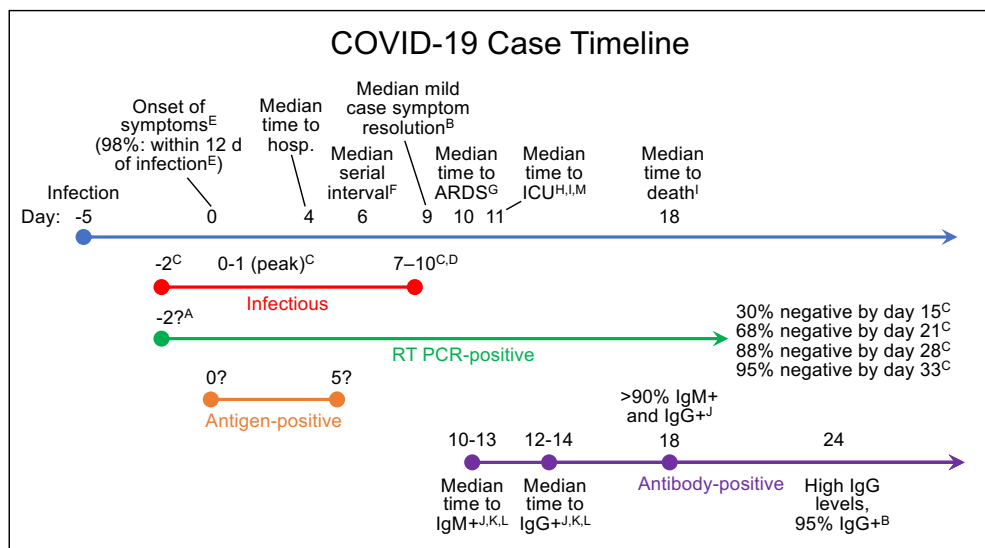 COVID-19 Case Timeline
Onset of
symptomsᴱ
(98%: within 12 d
of infectionᴱ)
Median
time to
hosp.
Median mild
case symptom
resolutionᴮ
Median
serial
intervalꟳ
Median
time to
ARDSᴳ
Median
time to
ICUᴴ,ᴵ,ᴹ
Median
time to
deathᴵ
Infection
Day: -5 0 4 6 9 10 11 18
-2ꟲ 0-1 (peak)ꟲ 7–10ꟲ,ᴰ
Infectious
-2?ᴬ
RT PCR-positive
30% negative by day 15ꟲ
68% negative by day 21ꟲ
88% negative by day 28ꟲ
95% negative by day 33ꟲ
0? 5?
Antigen-positive
>90% IgM+
and IgG+ᴶ
10-13 12-14 18 24
Antibody-positive
Median
time to
IgM+ᴶ,ᴷ,ᴸ
Median
time to
IgG+ᴶ,ᴷ,ᴸ
High IgG
levels,
95% IgG+ᴮ